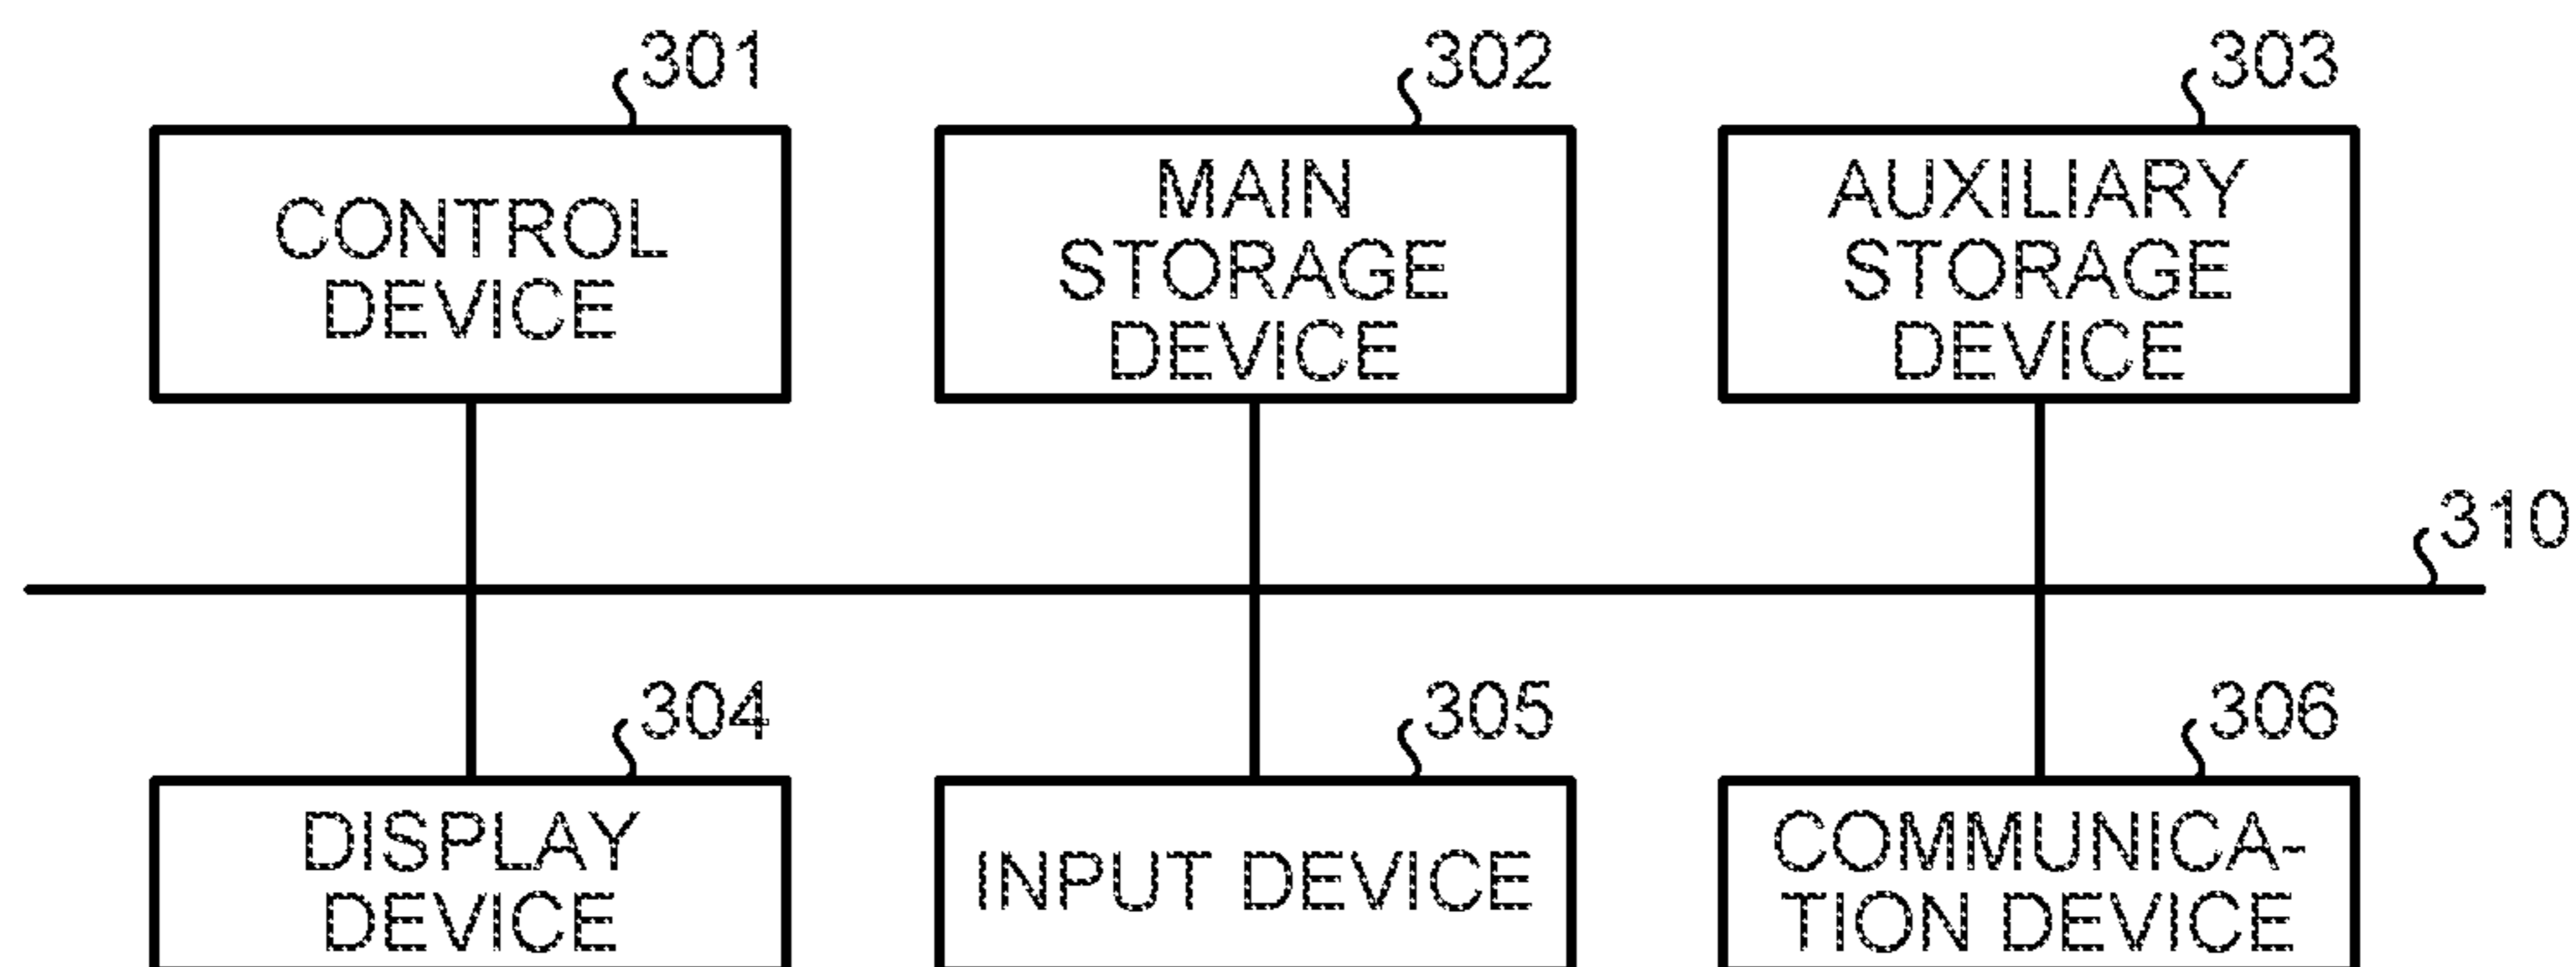 301
302
303
CONTROL
DEVICE
MAIN
STORAGE
DEVICE
AUXILIARY
STORAGE
DEVICE
310
304
305
306
DISPLAY
DEVICE
INPUT DEVICE
COMMUNICA-
TION DEVICE